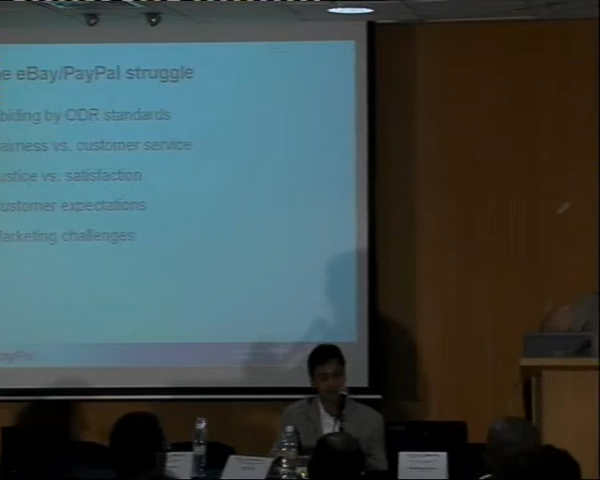 e eBay/PayPal struggle
biding by ODR standards
airness vs. customer service
ustice vs. satisfaction
ustomer expectations
arketing challenges